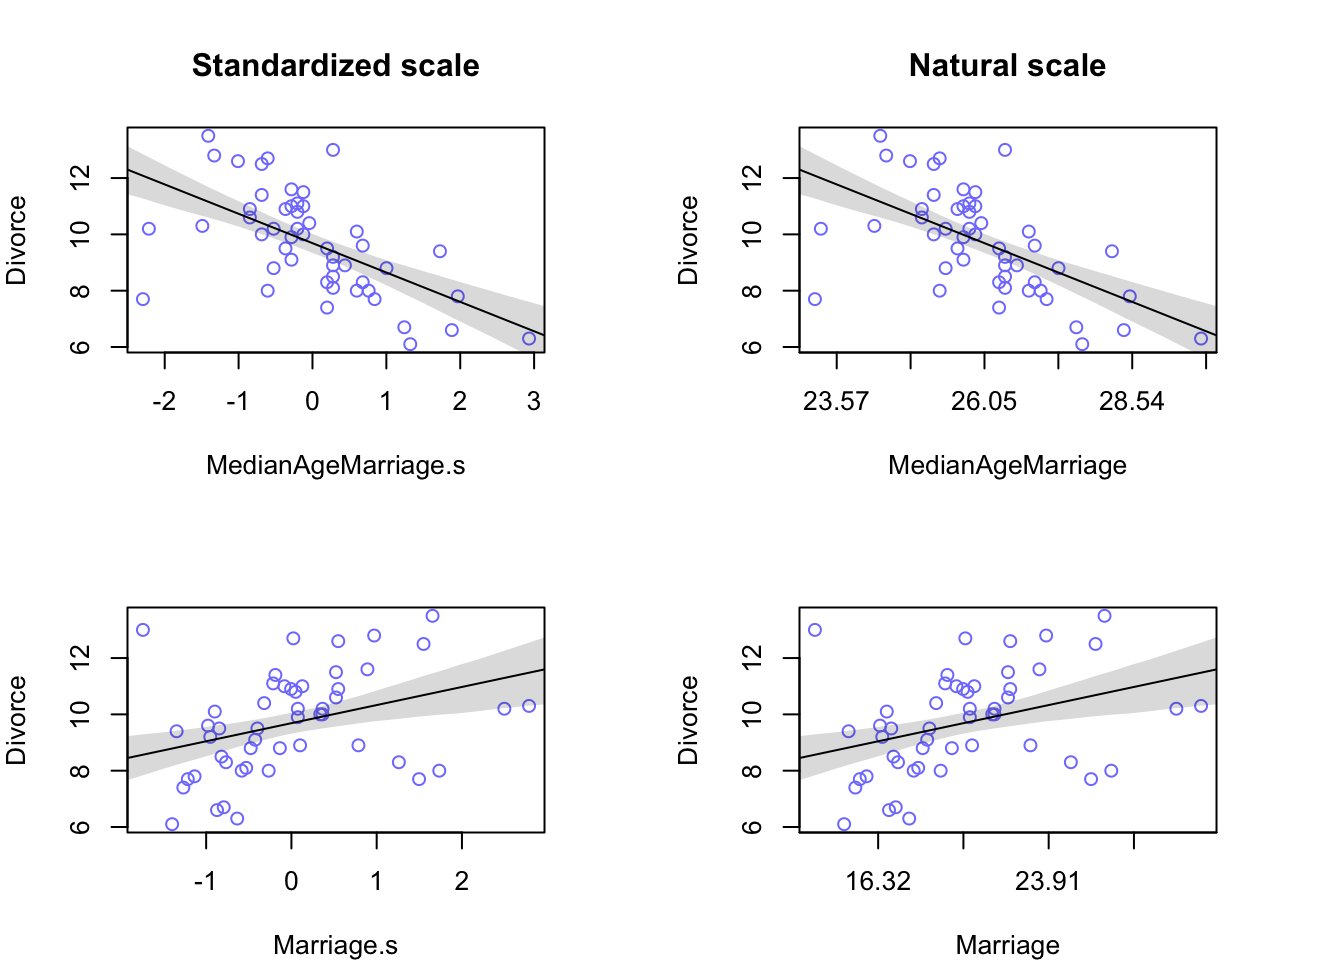 Standardized scale
Divorce
6 8 10 12
-2 -1 0 1 2 3
MedianAgeMarriage.s
Natural scale
Divorce
6 8 10 12
23.57 26.05 28.54
MedianAgeMarriage
Divorce
6 8 10 12
-1 0 1 2
Marriage.s
Divorce
6 8 10 12
16.32 23.91
Marriage